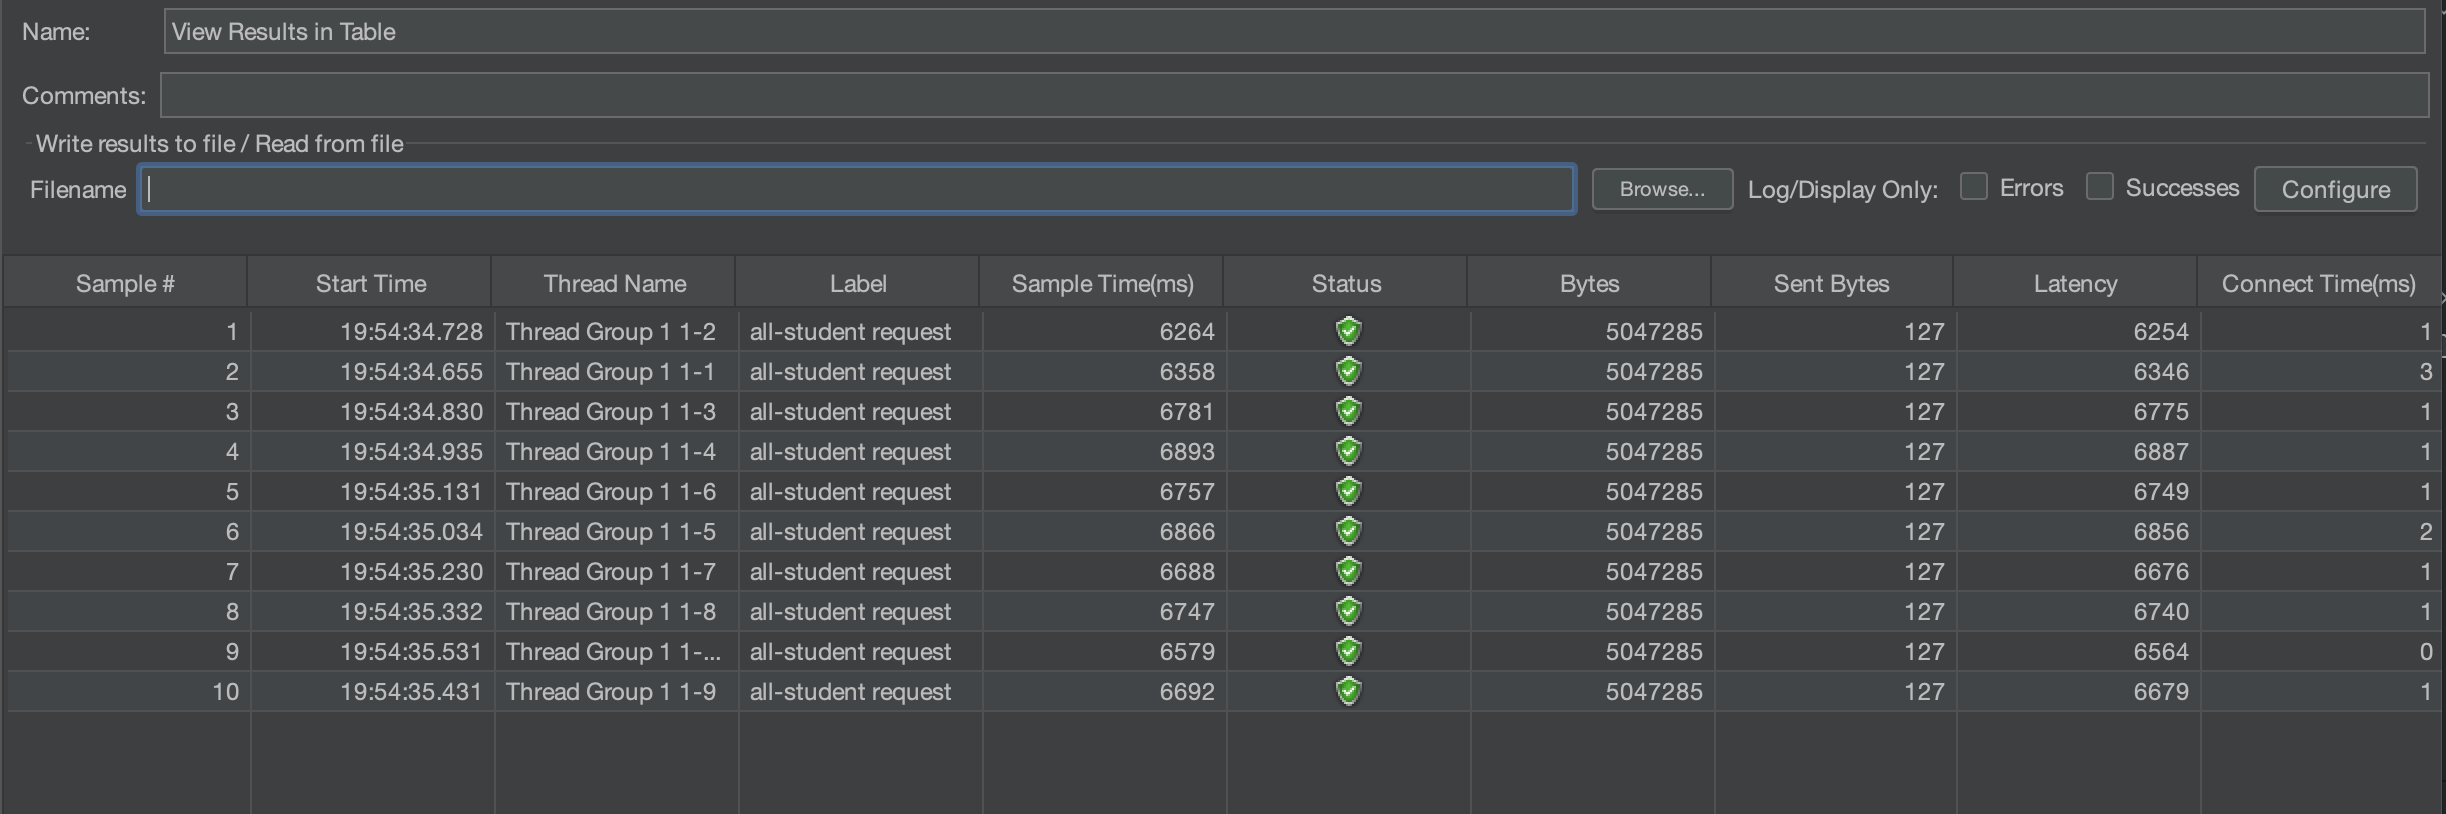 Name: View Results in Table
Comments:
Write results to file / Read from file
Filename Browse... Log/Display Only: Errors Successes Configure
Sample # Start Time Thread Name Label Sample Time(ms) Status Bytes Sent Bytes Latency Connect Time(ms)
1 19:54:34.728 Thread Group 1 1-2 all-student request 6264 5047285 127 6254 1
2 19:54:34.655 Thread Group 1 1-1 all-student request 6358 5047285 127 6346 3
3 19:54:34.830 Thread Group 1 1-3 all-student request 6781 5047285 127 6775 1
4 19:54:34.935 Thread Group 1 1-4 all-student request 6893 5047285 127 6887 1
5 19:54:35.131 Thread Group 1 1-6 all-student request 6757 5047285 127 6749 1
6 19:54:35.034 Thread Group 1 1-5 all-student request 6866 5047285 127 6856 2
7 19:54:35.230 Thread Group 1 1-7 all-student request 6688 5047285 127 6676 1
8 19:54:35.332 Thread Group 1 1-8 all-student request 6747 5047285 127 6740 1
9 19:54:35.531 Thread Group 1 1-... all-student request 6579 5047285 127 6564 0
10 19:54:35.431 Thread Group 1 1-9 all-student request 6692 5047285 127 6679 1